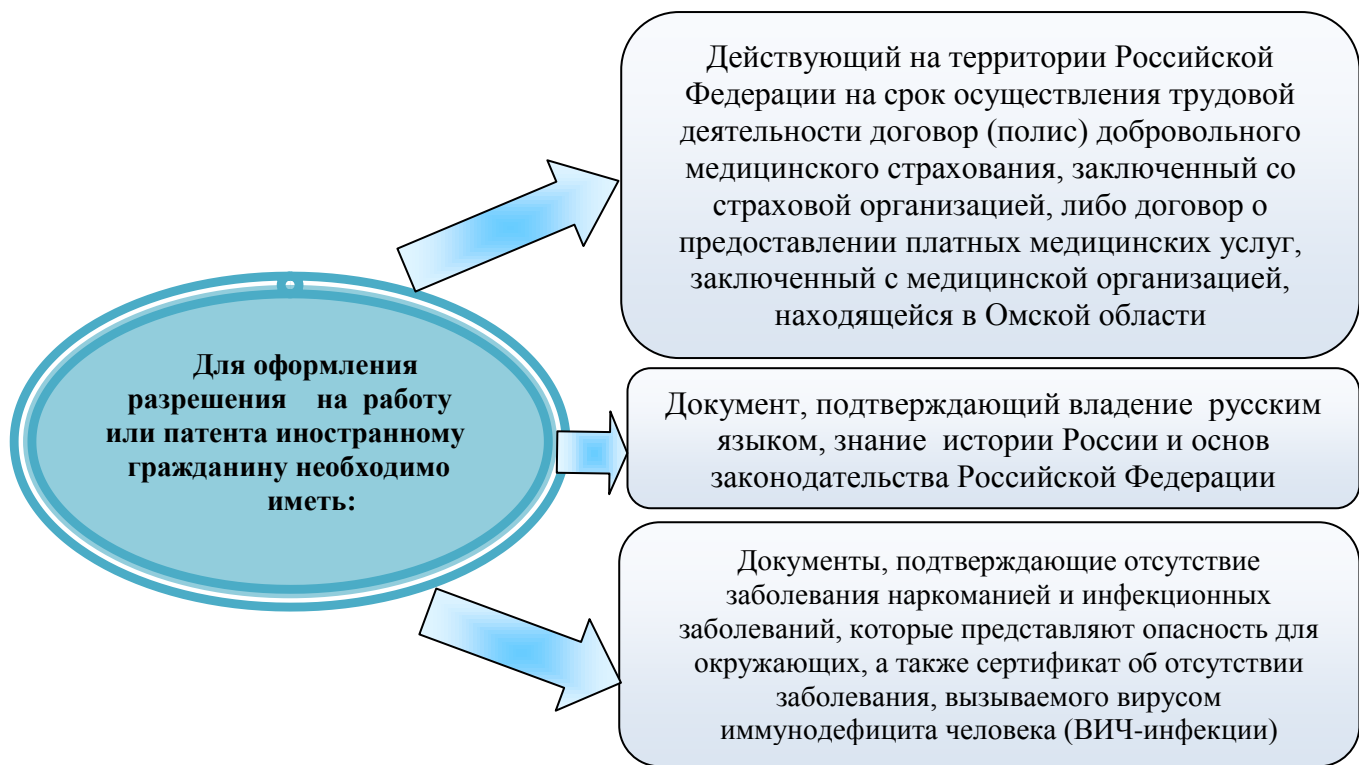 Действующий на территории Российской
Федерации на срок осуществления трудовой
деятельности договор (полис) добровольного
медицинского страхования, заключенный со
страховой организацией, либо договор о
предоставлении платных медицинских услуг,
заключенный с медицинской организацией,
находящейся в Омской области
Для оформления
разрешения на работу
или патента иностранному
гражданину необходимо
иметь:
Документ, подтверждающий владение русским
языком, знание истории России и основ
законодательства Российской Федерации
Документы, подтверждающие отсутствие
заболевания наркоманией и инфекционных
заболеваний, которые представляют опасность для
окружающих, а также сертификат об отсутствии
заболевания, вызываемого вирусом
иммунодефицита человека (ВИЧ-инфекции)